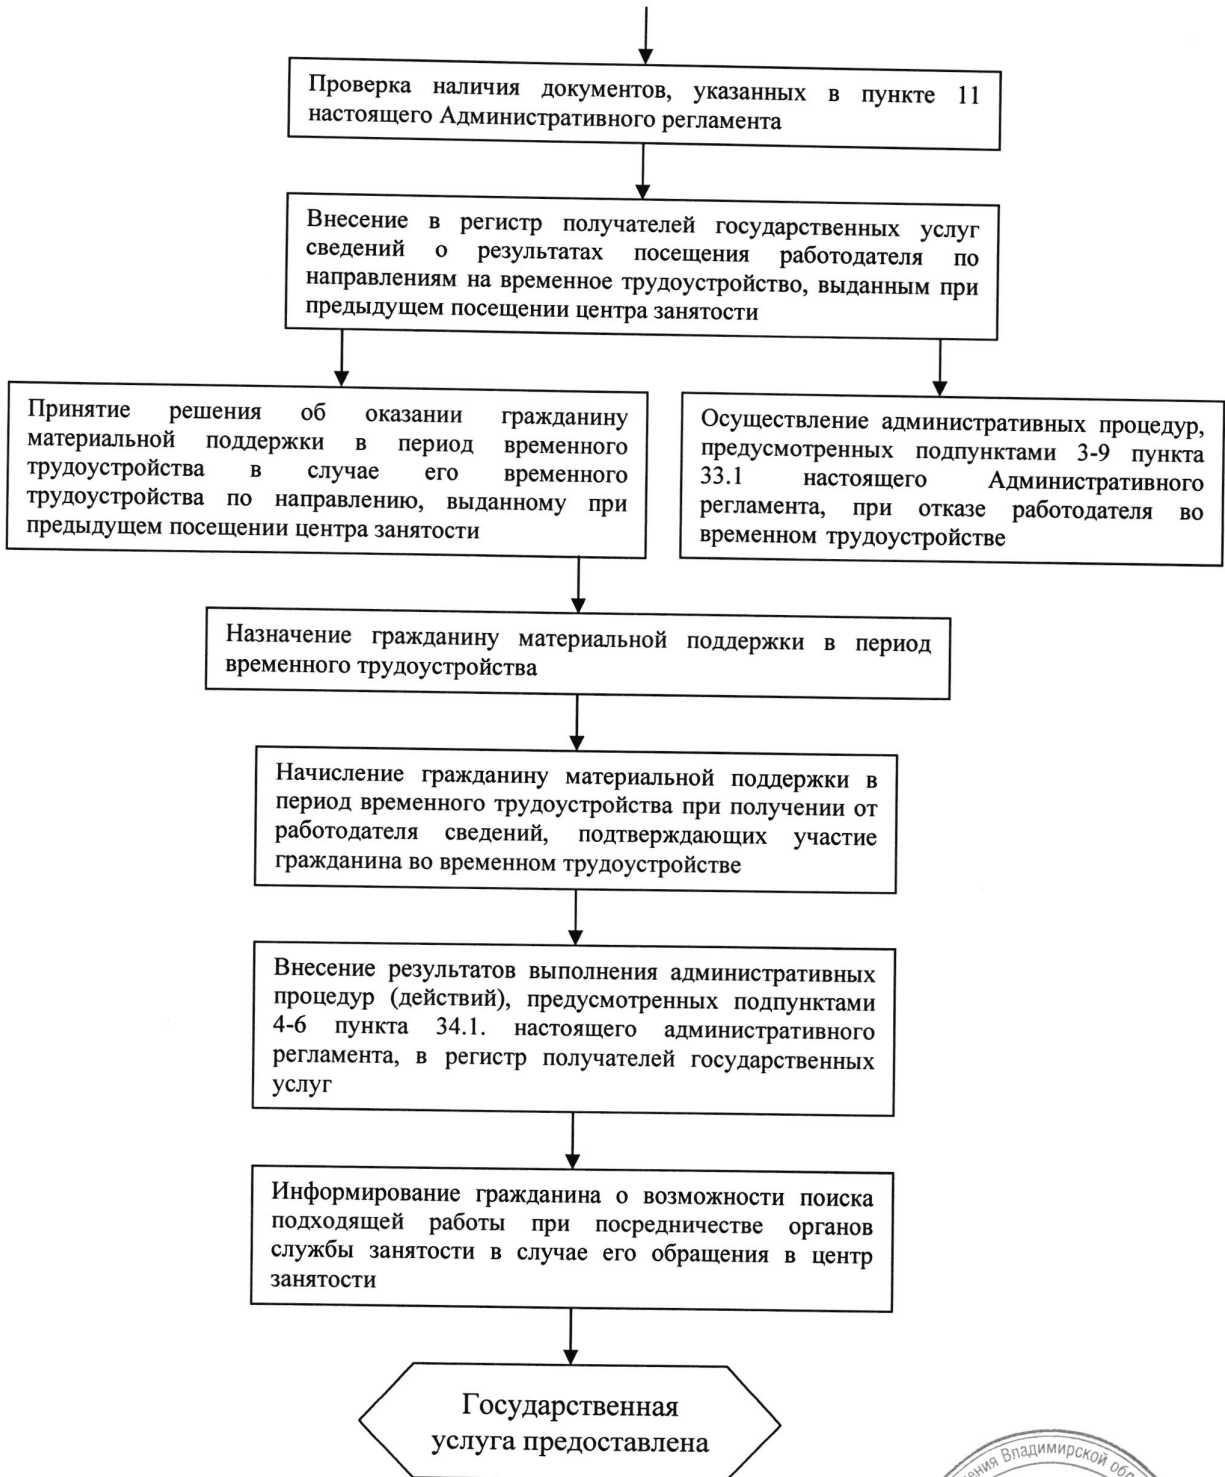 Проверка наличия документов, указанных в пункте 11
настоящего Административного регламента
Внесение в регистр получателей государственных услуг
сведений о результатах посещения работодателя по
направлениям на временное трудоустройство, выданным при
предыдущем посещении центра занятости
Принятие решения об оказании гражданину
материальной поддержки в период временного
трудоустройства в случае его временного
трудоустройства по направлению, выданному при
предыдущем посещении центра занятости
Осуществление административных процедур,
предусмотренных подпунктами 3-9 пункта
33.1 настоящего Административного
регламента, при отказе работодателя во
временном трудоустройстве
Назначение гражданину материальной поддержки в период
временного трудоустройства
Начисление гражданину материальной поддержки в
период временного трудоустройства при получении от
работодателя сведений, подтверждающих участие
гражданина во временном трудоустройстве
Внесение результатов выполнения административных
процедур (действий), предусмотренных подпунктами
4-6 пункта 34.1. настоящего административного
регламента, в регистр получателей государственных
услуг
Информирование гражданина о возможности поиска
подходящей работы при посредничестве органов
службы занятости в случае его обращения в центр
занятости
Государственная
услуга предоставлена
Владимирской